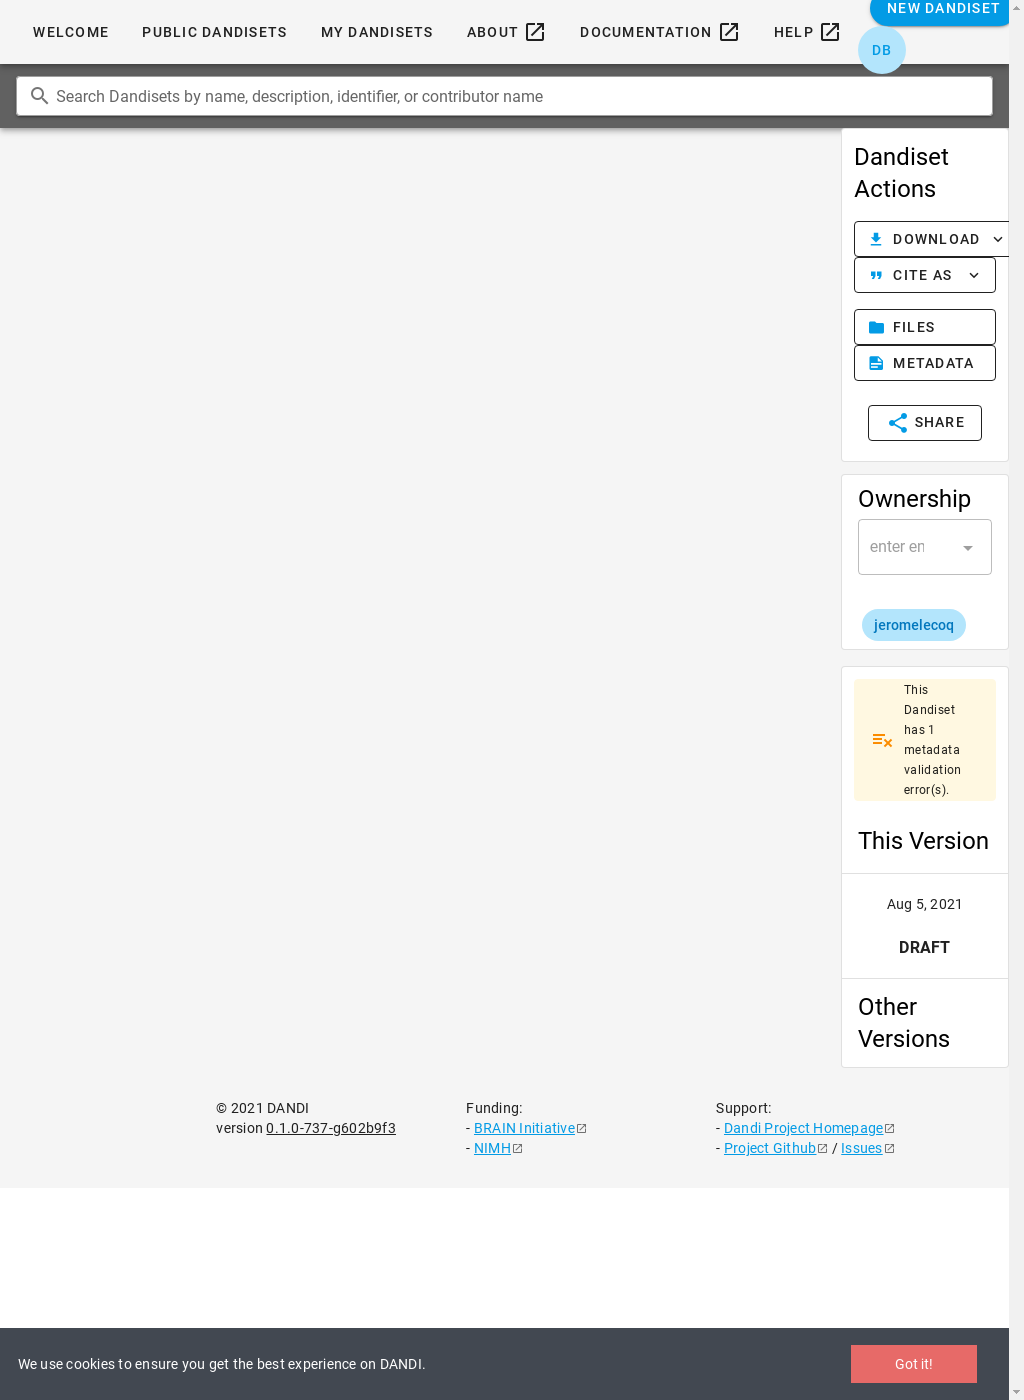 WELCOME PUBLIC DANDISETS MY DANDISETS ABOUT DOCUMENTATION HELP NEW DANDISET
DB
Search Dandisets by name, description, identifier, or contributor name
Dandiset
Actions
DOWNLOAD
CITE AS
FILES
METADATA
SHARE
Ownership
enter en
jeromelecoq
This
Dandiset
has 1
metadata
validation
error(s).
This Version
Aug 5, 2021
DRAFT
Other
Versions
© 2021 DANDI
version 0.1.0-737-g602b9f3
Funding:
- BRAIN Initiative
- NIMH
Support:
- Dandi Project Homepage
- Project Github / Issues
We use cookies to ensure you get the best experience on DANDI.
Got it!